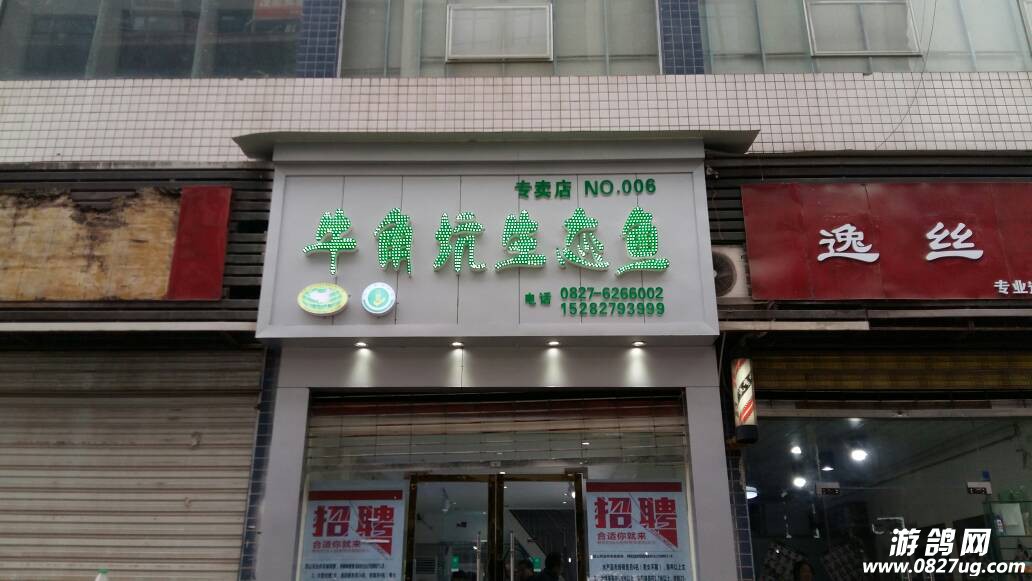 专卖店 NO.006
牛角坑生态鱼
电话 0827-6266002
15282793999
逸丝
专业
招聘
合适你就来
招聘
合适你就来
游鸽网
www.0827ug.com